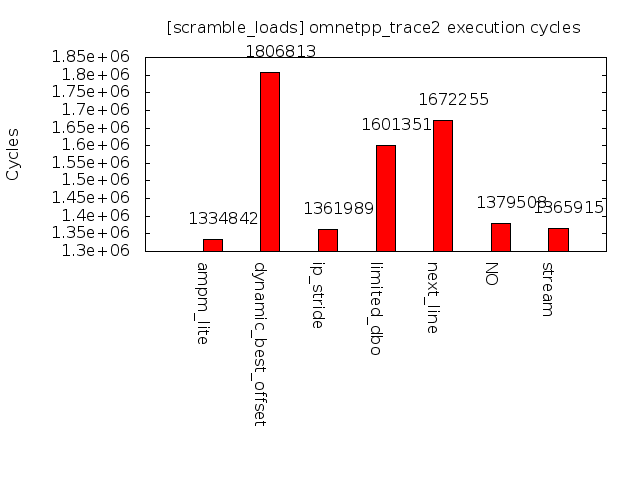 [scramble_loads] omnetpp_trace2 execution cycles
Cycles
1.85e+06
1.8e+06
1.75e+06
1.7e+06
1.65e+06
1.6e+06
1.55e+06
1.5e+06
1.45e+06
1.4e+06
1.35e+06
1.3e+06
1334842
1806813
1361989
1601351
1672255
1379508
1365915
ampm_lite
dynamic_best_offset
ip_stride
limited_dbo
next_line
NO
stream